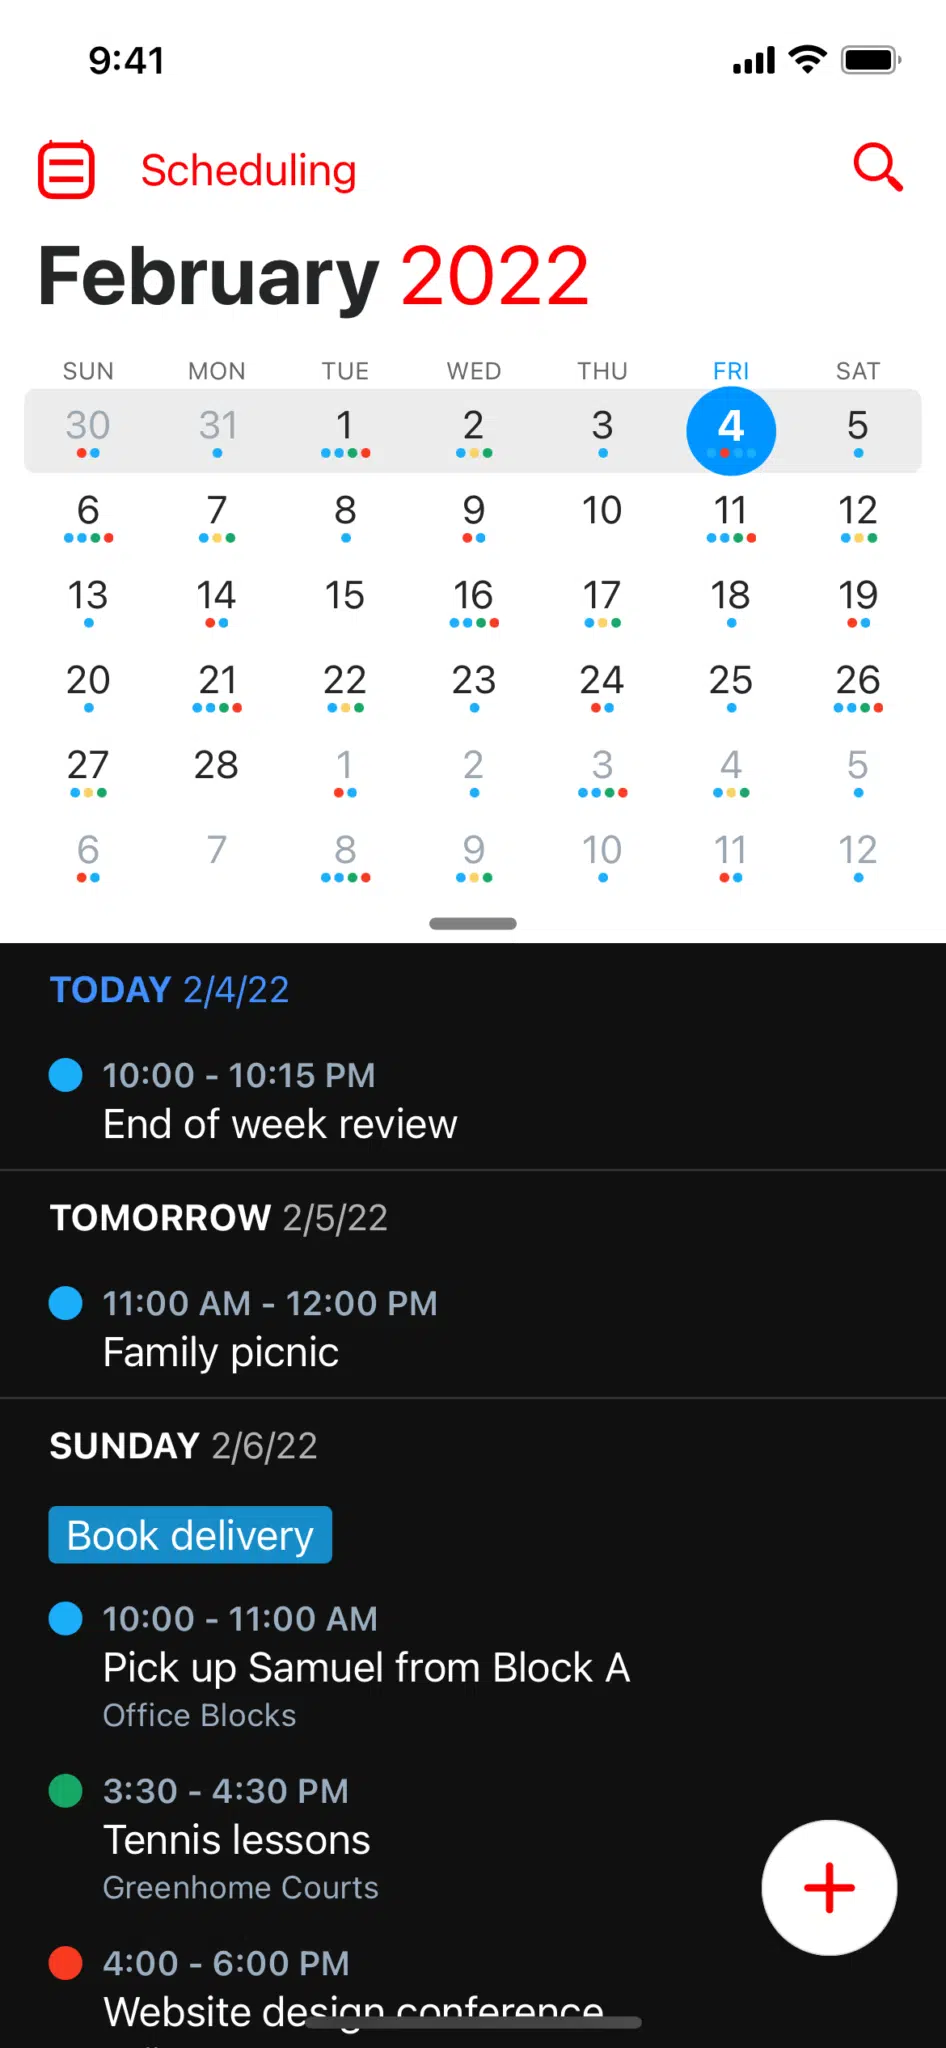 9:41
Scheduling
February 2022
SUN MON TUE WED THU FRI SAT
30 31 1 2 3 4 5
6 7 8 9 10 11 12
13 14 15 16 17 18 19
20 21 22 23 24 25 26
27 28 1 2 3 4 5
6 7 8 9 10 11 12
TODAY 2/4/22
10:00 - 10:15 PM
End of week review
TOMORROW 2/5/22
11:00 AM - 12:00 PM
Family picnic
SUNDAY 2/6/22
Book delivery
10:00 - 11:00 AM
Pick up Samuel from Block A
Office Blocks
3:30 - 4:30 PM
Tennis lessons
Greenhome Courts
4:00 - 6:00 PM
Website design conference